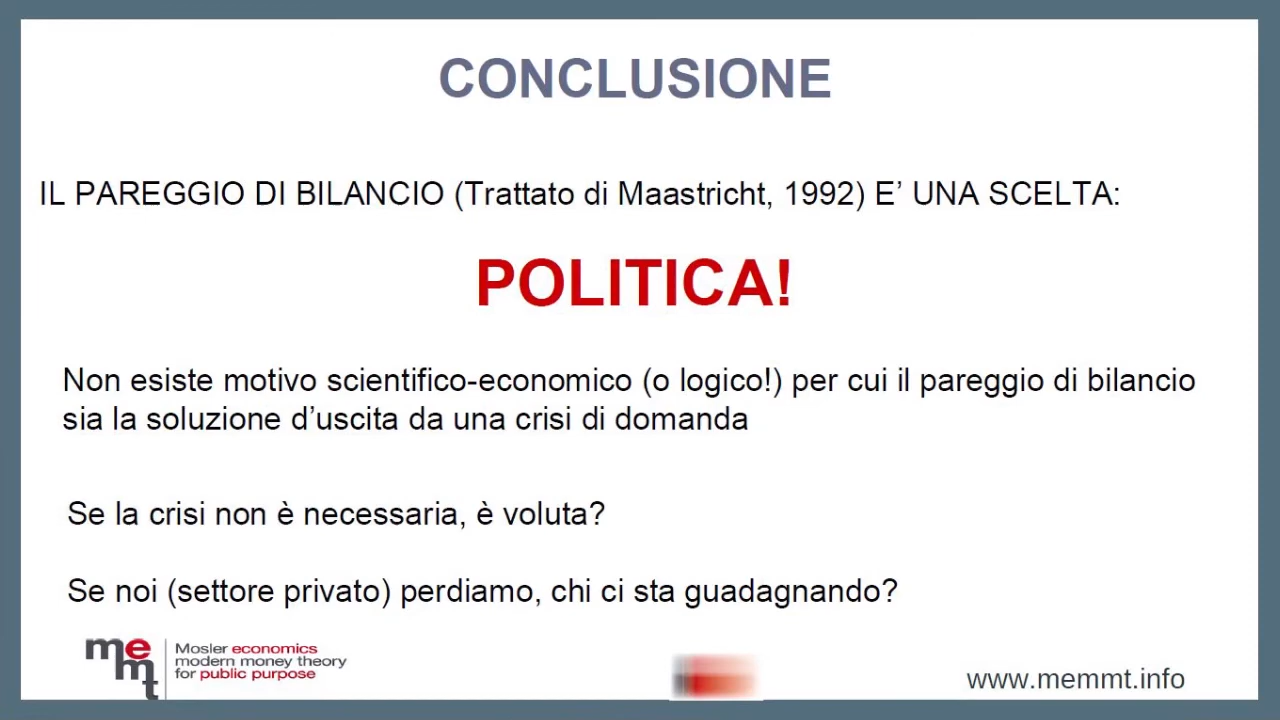 CONCLUSIONE
IL PAREGGIO DI BILANCIO (Trattato di Maastricht, 1992) E’ UNA SCELTA:
POLITICA!
Non esiste motivo scientifico-economico (o logico!) per cui il pareggio di bilancio
sia la soluzione d’uscita da una crisi di domanda
Se la crisi non è necessaria, è voluta?
Se noi (settore privato) perdiamo, chi ci sta guadagnando?
memmt
Mosler economics
modern money theory
for public purpose
www.memmt.info